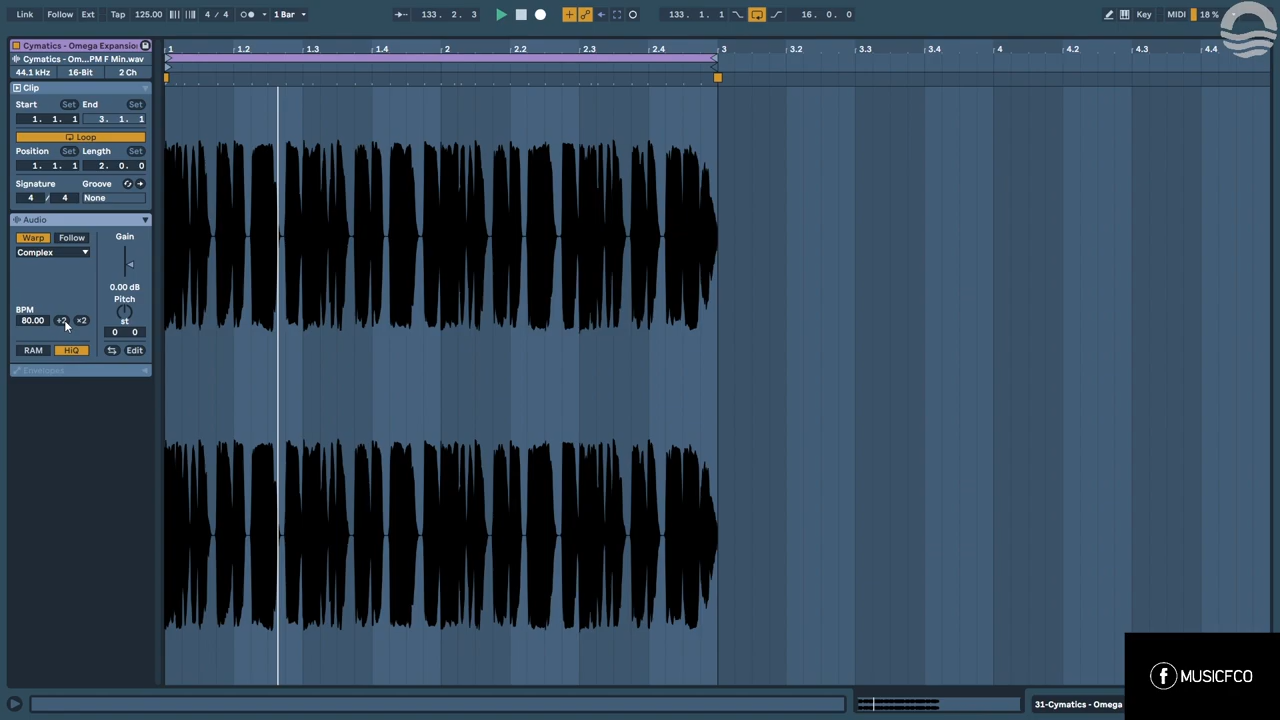 Link Follow Ext Tap 125.00 4 / 4 1 Bar 133. 2. 3 133. 1. 1 16. 0. 0 Key MIDI 18 %
Cymatics - Omega Expansion
Cymatics - Om...PM F Min.wav
44.1 kHz 16-Bit 2 Ch
Clip
Start Set End Set
1. 1. 1 3. 1. 1
Loop
Position Set Length Set
1. 1. 1 2. 0. 0
Signature Groove
4 / 4 None
Audio
Warp Follow Gain
Complex
0.00 dB
Pitch
BPM
80.00 ÷2 ×2 st
0 0
RAM HiQ Edit
Envelopes
1 1.2 1.3 1.4 2 2.2 2.3 2.4 3 3.2 3.3 3.4 4 4.2 4.3 4.4
31-Cymatics - Omega
MUSICFCO